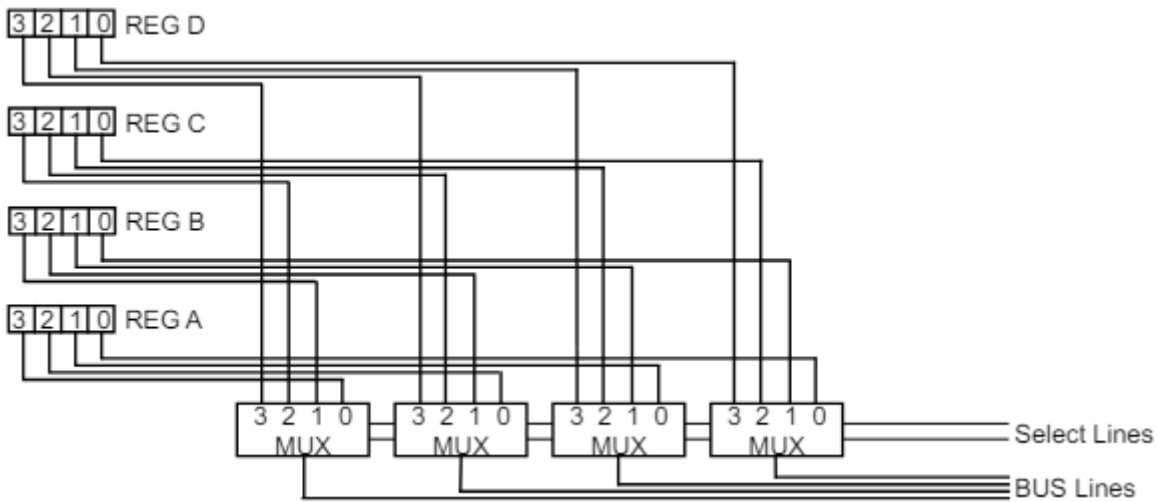 3 2 1 0 REG D
3 2 1 0 REG C
3 2 1 0 REG B
3 2 1 0 REG A
3 2 1 0 3 2 1 0 3 2 1 0 3 2 1 0
MUX MUX MUX MUX
Select Lines
BUS Lines